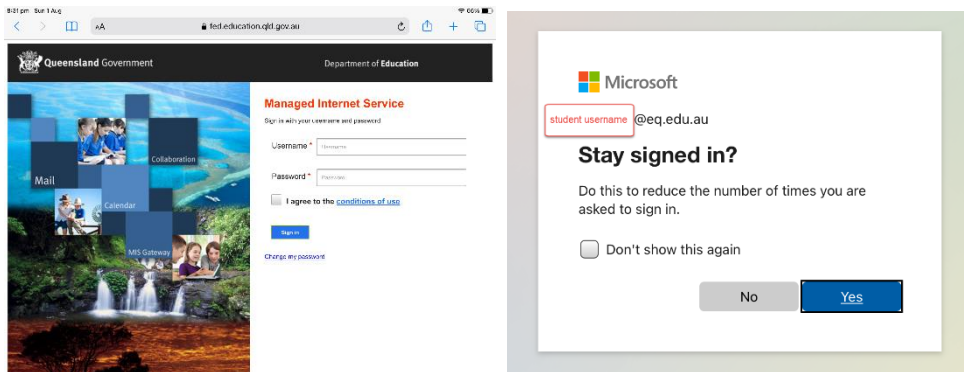 8:31 pm Sun 1 Aug
66%
AA
fed.education.qld.gov.au
Queensland Government
Department of Education
Managed Internet Service
Sign in with your username and password
Username *
Username
Password *
Password
I agree to the conditions of use
Sign in
Change my password
Collaboration
Mail
Calendar
MIS Gateway
Microsoft
student username @eq.edu.au
Stay signed in?
Do this to reduce the number of times you are
asked to sign in.
Don't show this again
No
Yes